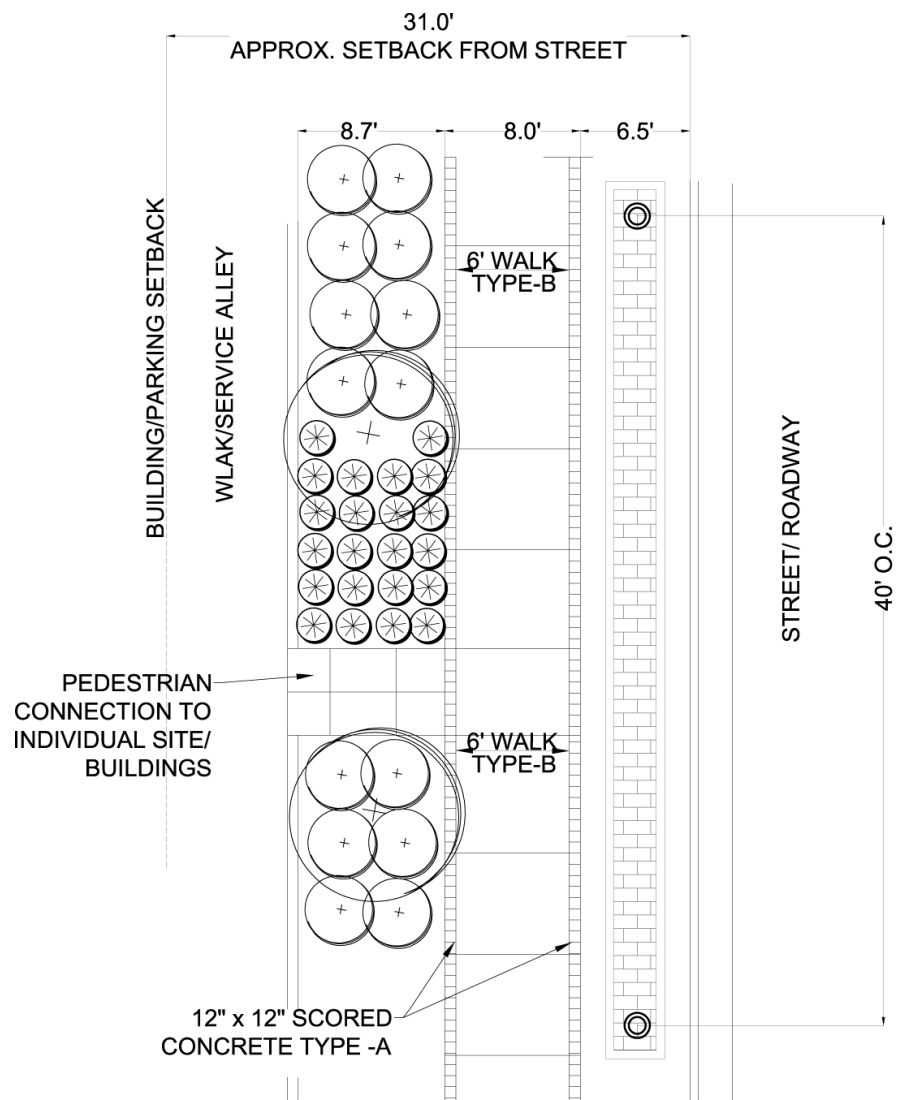 31.0'
APPROX. SETBACK FROM STREET
8.7'
8.0'
6.5'
BUILDING/PARKING SETBACK
WLAK/SERVICE ALLEY
6' WALK
TYPE-B
STREET/ ROADWAY
40' O.C.
PEDESTRIAN
CONNECTION TO
INDIVIDUAL SITE/
BUILDINGS
6' WALK
TYPE-B
12" x 12" SCORED
CONCRETE TYPE -A